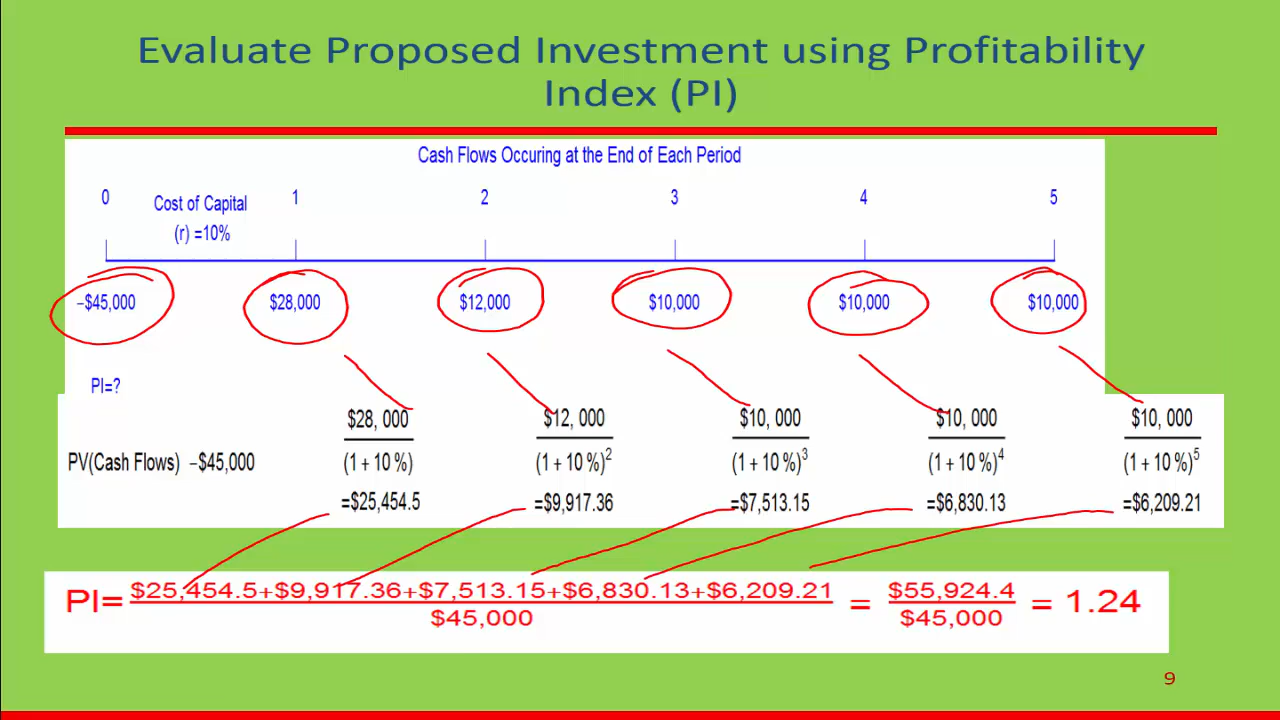 Evaluate Proposed Investment using Profitability
Index (PI)
Cash Flows Occuring at the End of Each Period
0 Cost of Capital 1 2 3 4 5
(r) =10%
–$45,000 $28,000 $12,000 $10,000 $10,000 $10,000
PI=?
$28, 000 $12, 000 $10, 000 $10, 000 $10, 000
PV(Cash Flows) –$45,000 (1 + 10 %) (1 + 10 %)² (1 + 10 %)³ (1 + 10 %)⁴ (1 + 10 %)⁵
=$25,454.5 =$9,917.36 =$7,513.15 =$6,830.13 =$6,209.21
PI= $25,454.5+$9,917.36+$7,513.15+$6,830.13+$6,209.21 = $55,924.4 = 1.24
$45,000 $45,000
9